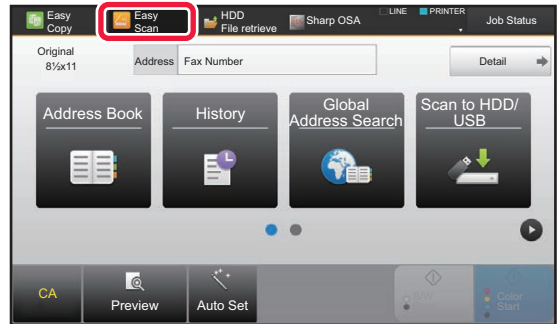 Easy
Copy
Easy
Scan
HDD
File retrieve
Sharp OSA
LINE
PRINTER
Job Status
Original
8½x11
Address
Fax Number
Detail
Address Book
History
Global
Address Search
Scan to HDD/
USB
CA
Preview
Auto Set
B/W
Start
Color
Start